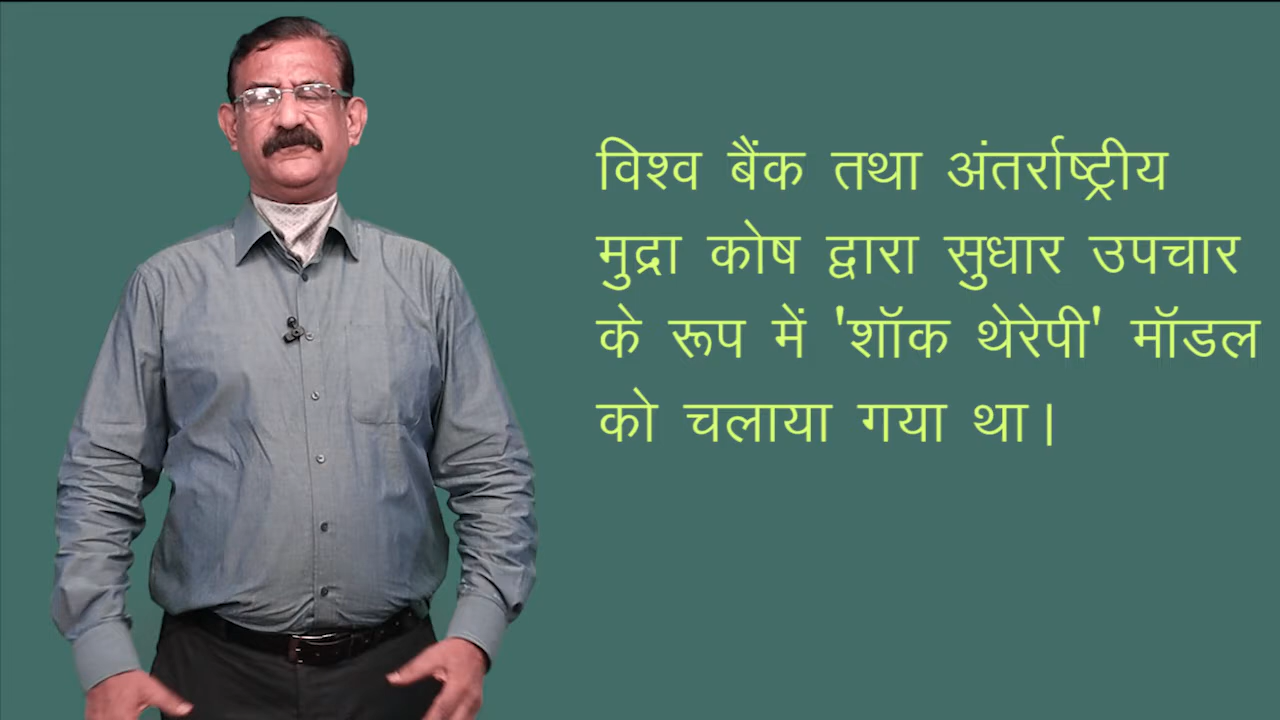 विश्व बैंक तथा अंतर्राष्ट्रीय
मुद्रा कोष द्वारा सुधार उपचार
के रूप में 'शॉक थेरेपी' मॉडल
को चलाया गया था।